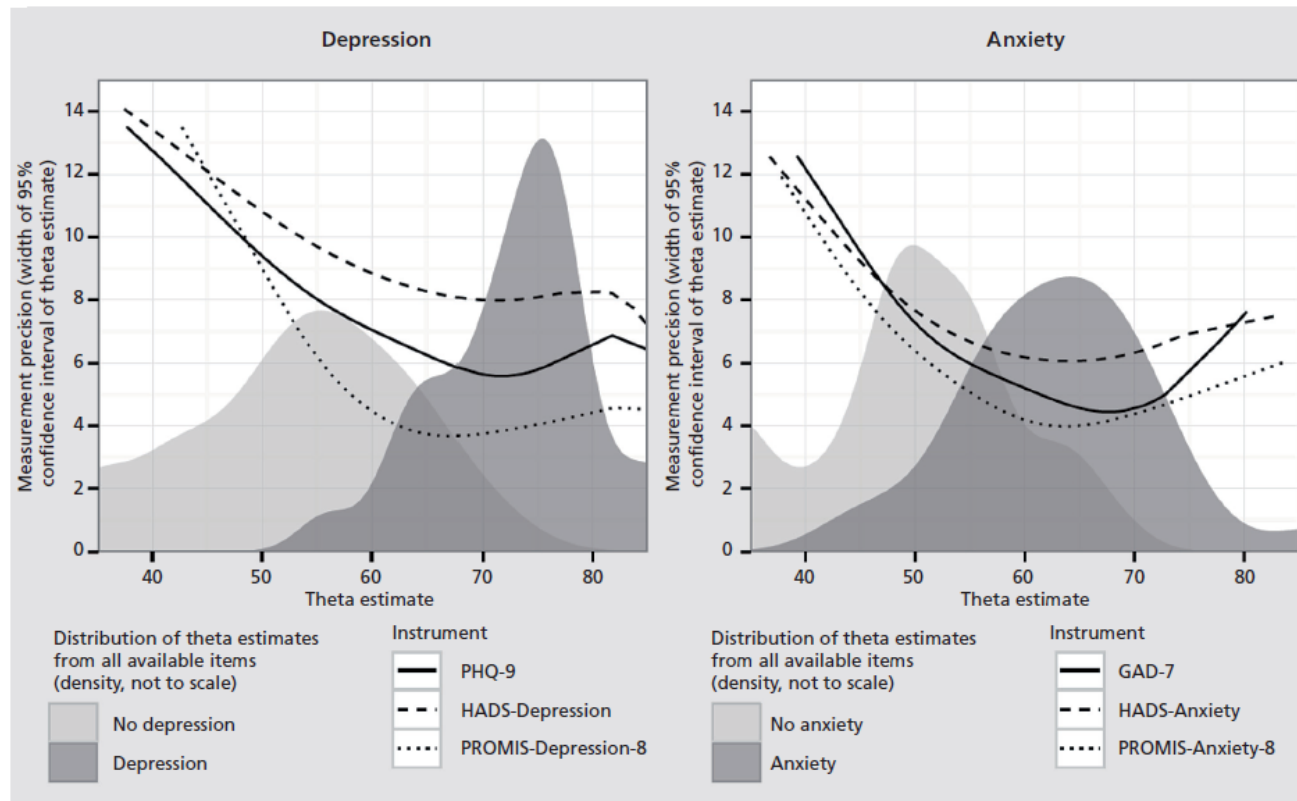 Depression
Measurement precision (width of 95%
confidence interval of theta estimate)
14
12
10
8
6
4
2
0
40 50 60 70 80
Theta estimate
Distribution of theta estimates
from all available items
(density, not to scale)
No depression
Depression
Instrument
PHQ-9
HADS-Depression
PROMIS-Depression-8
Anxiety
Measurement precision (width of 95%
confidence interval of theta estimate)
14
12
10
8
6
4
2
0
40 50 60 70 80
Theta estimate
Distribution of theta estimates
from all available items
(density, not to scale)
No anxiety
Anxiety
Instrument
GAD-7
HADS-Anxiety
PROMIS-Anxiety-8